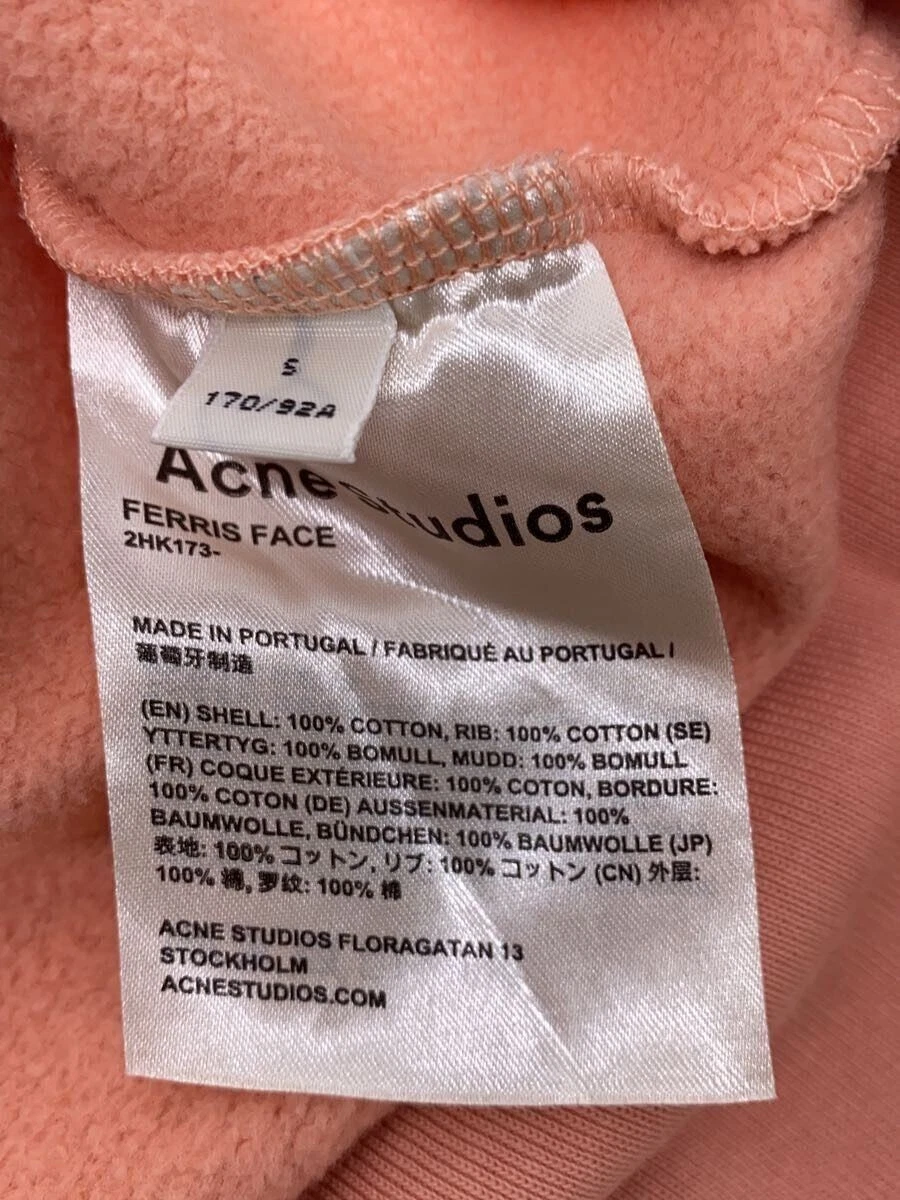 S
170/92A
Acne Studios
FERRIS FACE
2HK173-
MADE IN PORTUGAL / FABRIQUÉ AU PORTUGAL /
葡萄牙制造
(EN) SHELL: 100% COTTON, RIB: 100% COTTON (SE)
YTTERTYG: 100% BOMULL, MUDD: 100% BOMULL
(FR) COQUE EXTÉRIEURE: 100% COTON, BORDURE:
100% COTON (DE) AUSSENMATERIAL: 100%
BAUMWOLLE, BÜNDCHEN: 100% BAUMWOLLE (JP)
表地: 100% コットン, リブ: 100% コットン (CN) 外层:
100% 棉, 罗纹: 100% 棉
ACNE STUDIOS FLORAGATAN 13
STOCKHOLM
ACNESTUDIOS.COM